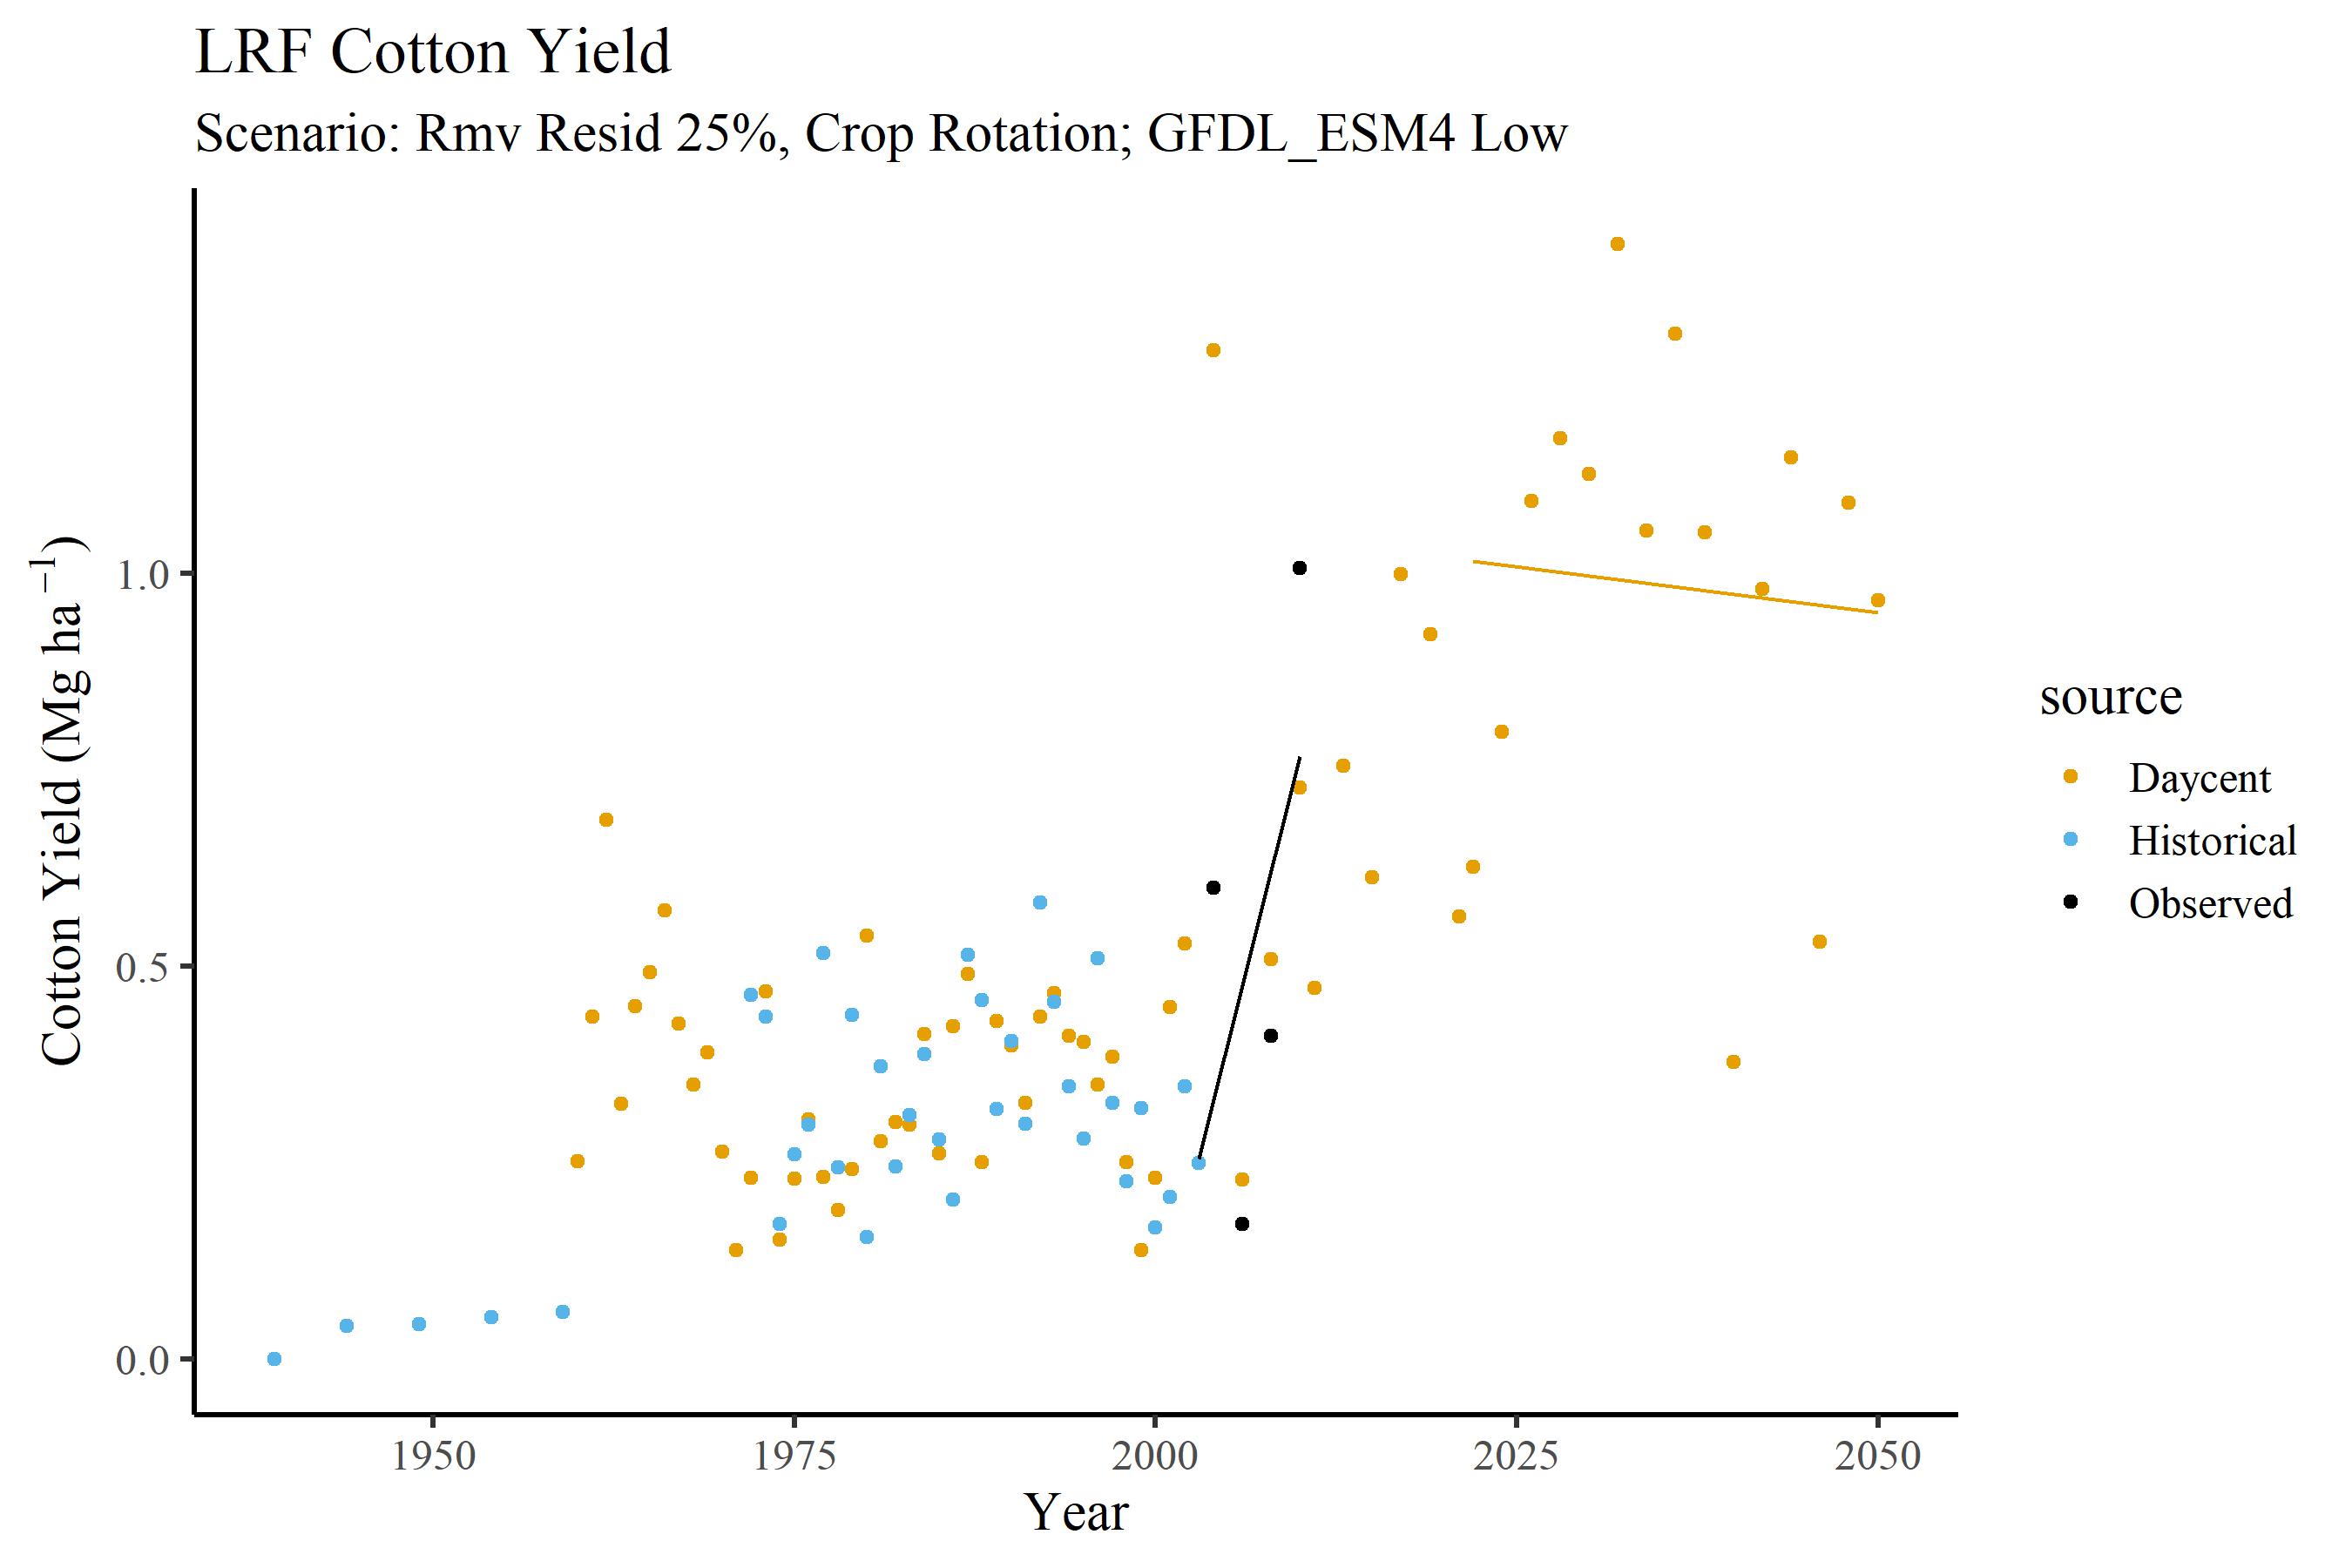 LRF Cotton Yield
Scenario: Rmv Resid 25%, Crop Rotation; GFDL_ESM4 Low
Cotton Yield (Mg ha −1)
1.0
0.5
0.0
1950 1975 2000 2025 2050
Year
source
Daycent
Historical
Observed